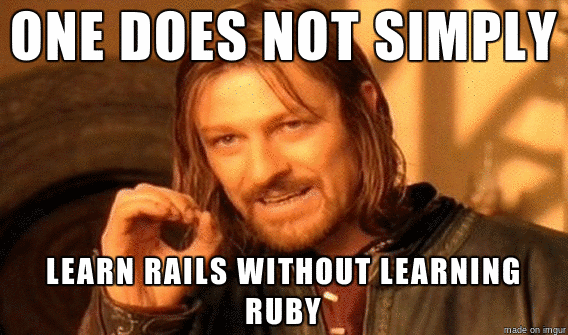 ONE DOES NOT SIMPLY
LEARN RAILS WITHOUT LEARNING
RUBY
made on imgur